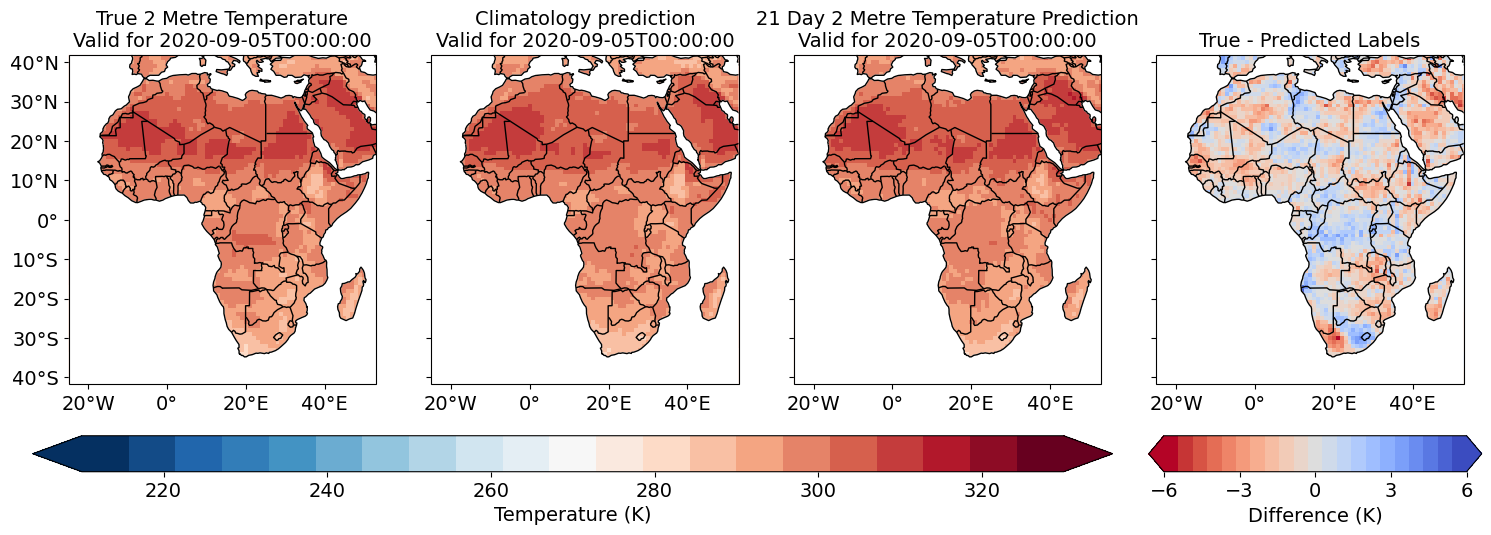 True 2 Metre Temperature
Valid for 2020-09-05T00:00:00
Climatology prediction
Valid for 2020-09-05T00:00:00
21 Day 2 Metre Temperature Prediction
Valid for 2020-09-05T00:00:00
True - Predicted Labels
40°N
30°N
20°N
10°N
0°
10°S
20°S
30°S
40°S
20°W 0° 20°E 40°E
20°W 0° 20°E 40°E
20°W 0° 20°E 40°E
20°W 0° 20°E 40°E
220 240 260 280 300 320
Temperature (K)
−6 −3 0 3 6
Difference (K)